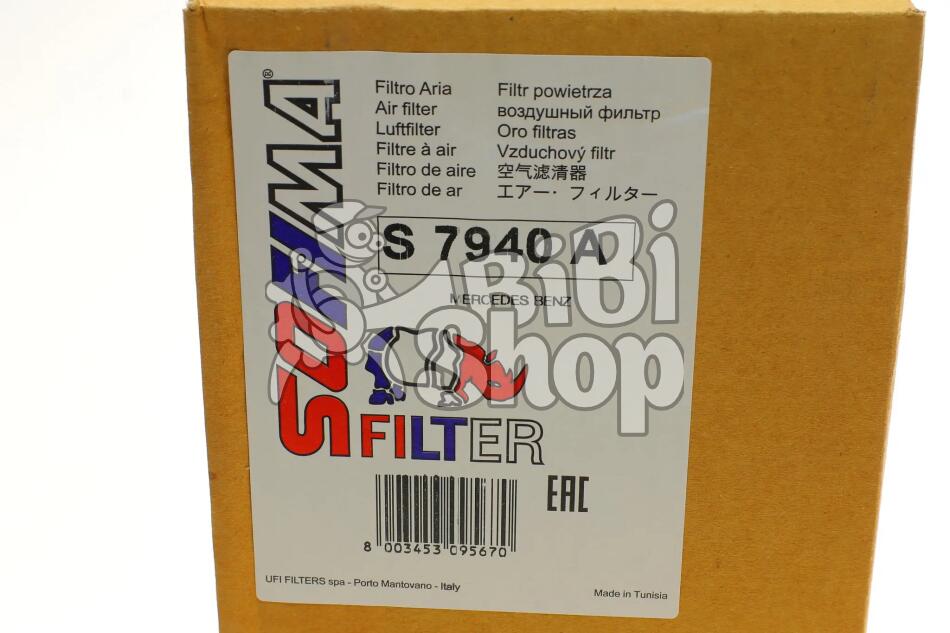 SOFIMA
®
Filtro Aria
Air filter
Luftfilter
Filtre à air
Filtro de aire
Filtro de ar
Filtr powietrza
воздушный фильтр
Oro filtras
Vzduchový filtr
空气滤清器
エアー・フィルター
S 7940 A
MERCEDES BENZ
BiBi
Shop
FILTER
EAC
8 003453 095670
UFI FILTERS spa - Porto Mantovano - Italy
Made in Tunisia